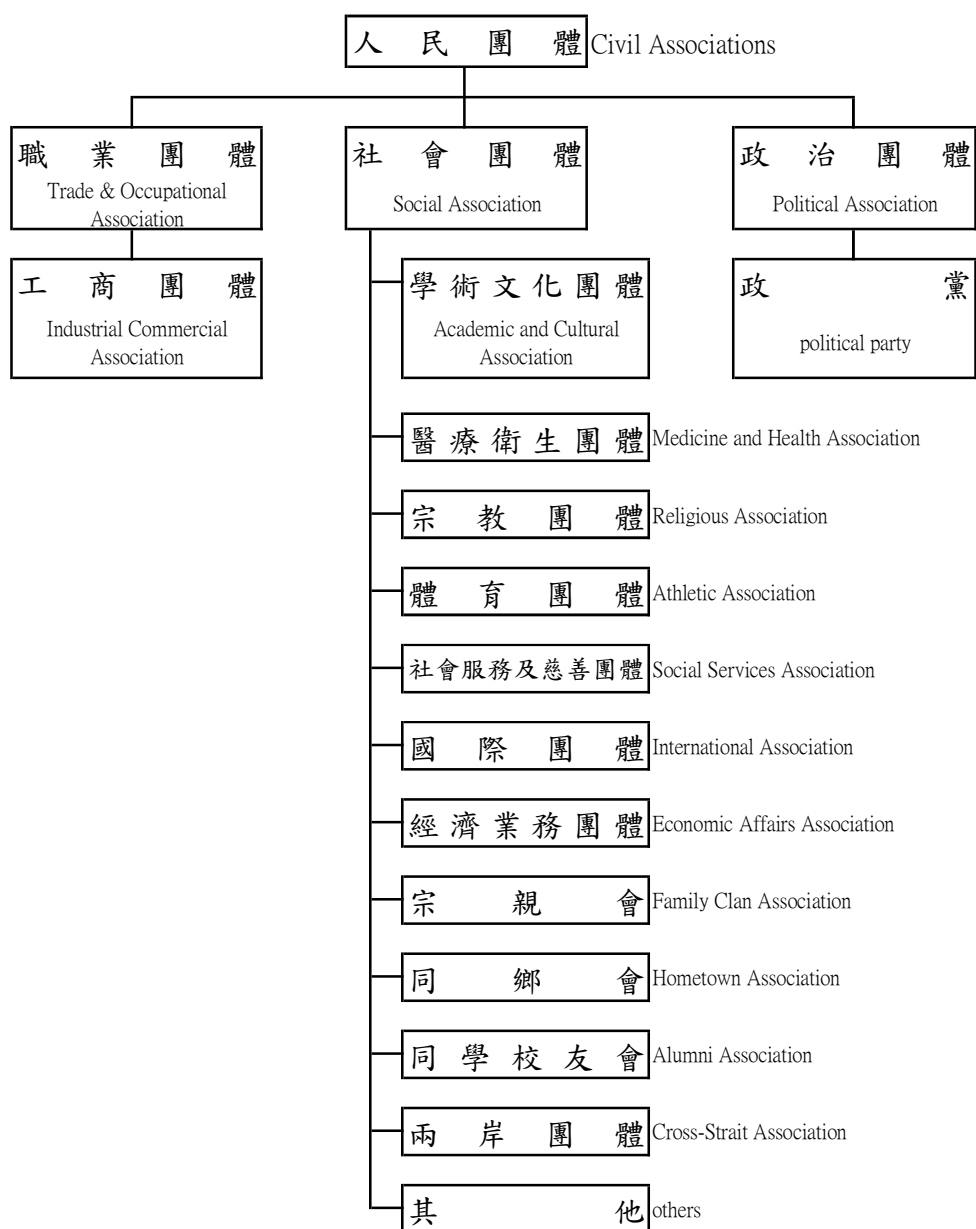 人民團體 Civil Associations
職業團體
Trade & Occupational
Association
社會團體
Social Association
政治團體
Political Association
工商團體
Industrial Commercial
Association
學術文化團體
Academic and Cultural
Association
政黨
political party
醫療衛生團體 Medicine and Health Association
宗教團體 Religious Association
體育團體 Athletic Association
社會服務及慈善團體 Social Services Association
國際團體 International Association
經濟業務團體 Economic Affairs Association
宗親會 Family Clan Association
同鄉會 Hometown Association
同學校友會 Alumni Association
兩岸團體 Cross-Strait Association
其他 others